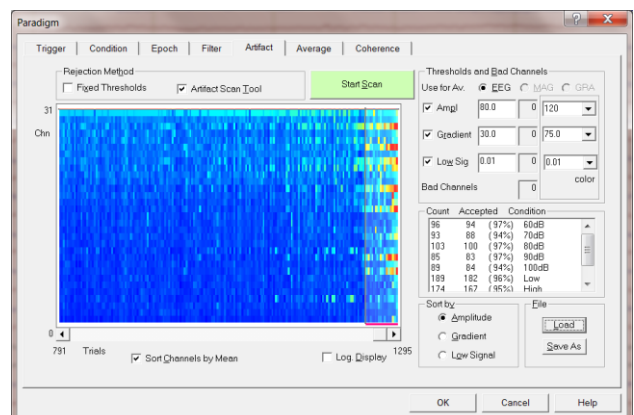 Paradigm
Trigger Condition Epoch Filter Artifact Average Coherence
Rejection Method
Fixed Thresholds Artifact Scan Tool
Start Scan
31
Chn
0
791 Trials 1295
Sort Channels by Mean Log. Display
Thresholds and Bad Channels
Use for Av. EEG MAG GRA
Ampl 80.0 0 120
Gradient 30.0 0 75.0
Low Sig 0.01 0 0.01
Bad Channels 0 color
Count Accepted Condition
96 94 (97%) 60dB
93 88 (94%) 70dB
103 100 (97%) 80dB
85 83 (97%) 90dB
89 84 (94%) 100dB
189 182 (96%) Low
174 167 (95%) High
Sort by
Amplitude
Gradient
Low Signal
File
Load
Save As
OK Cancel Help